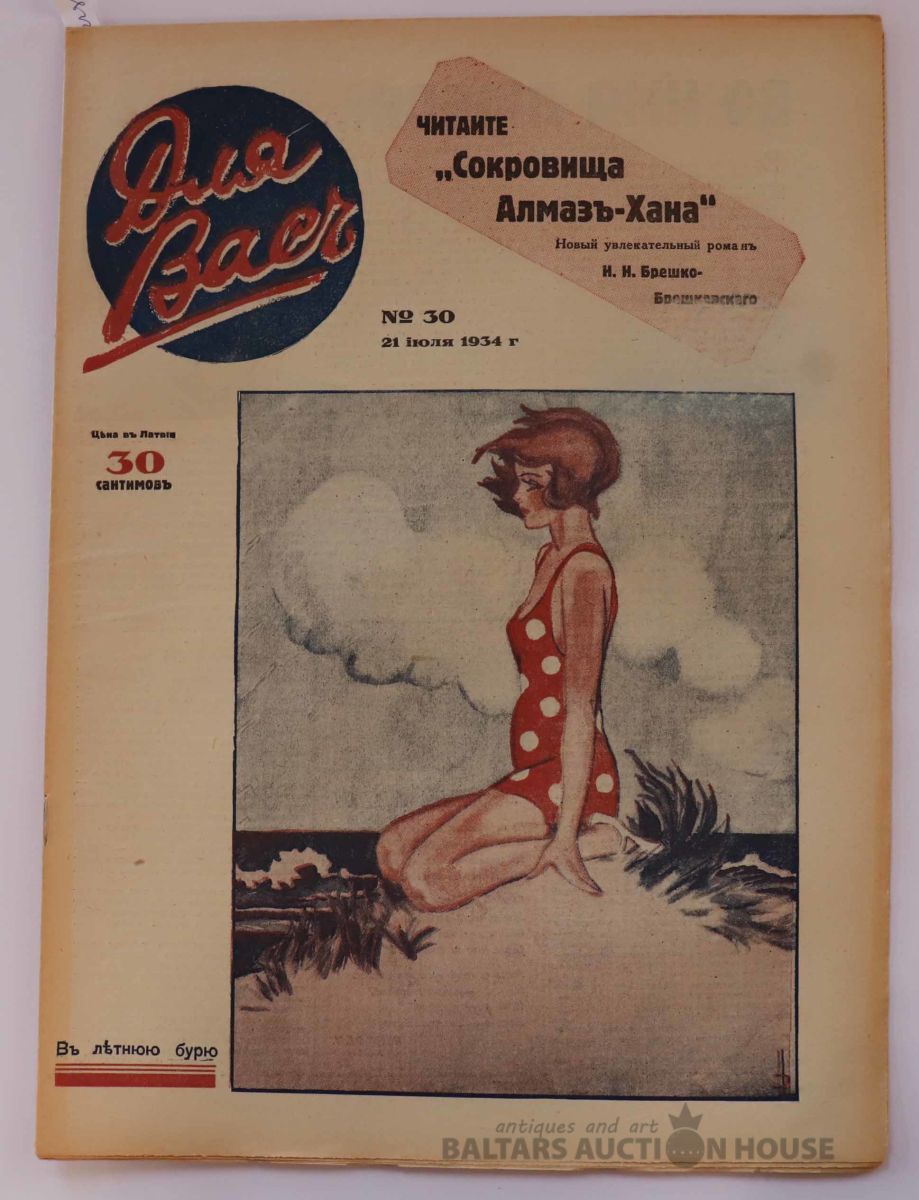 Для
Васъ
ЧИТАЙТЕ
„Сокровища
Алмазъ-Хана"
Новый увлекательный романъ
Н. Н. Брешко-
Брешковскаго
№ 30
21 іюля 1934 г
Цѣна въ Латвіи
30
сантимовъ
Въ лѣтнюю бурю
antiques and art
BALTARS AUCTION HOUSE